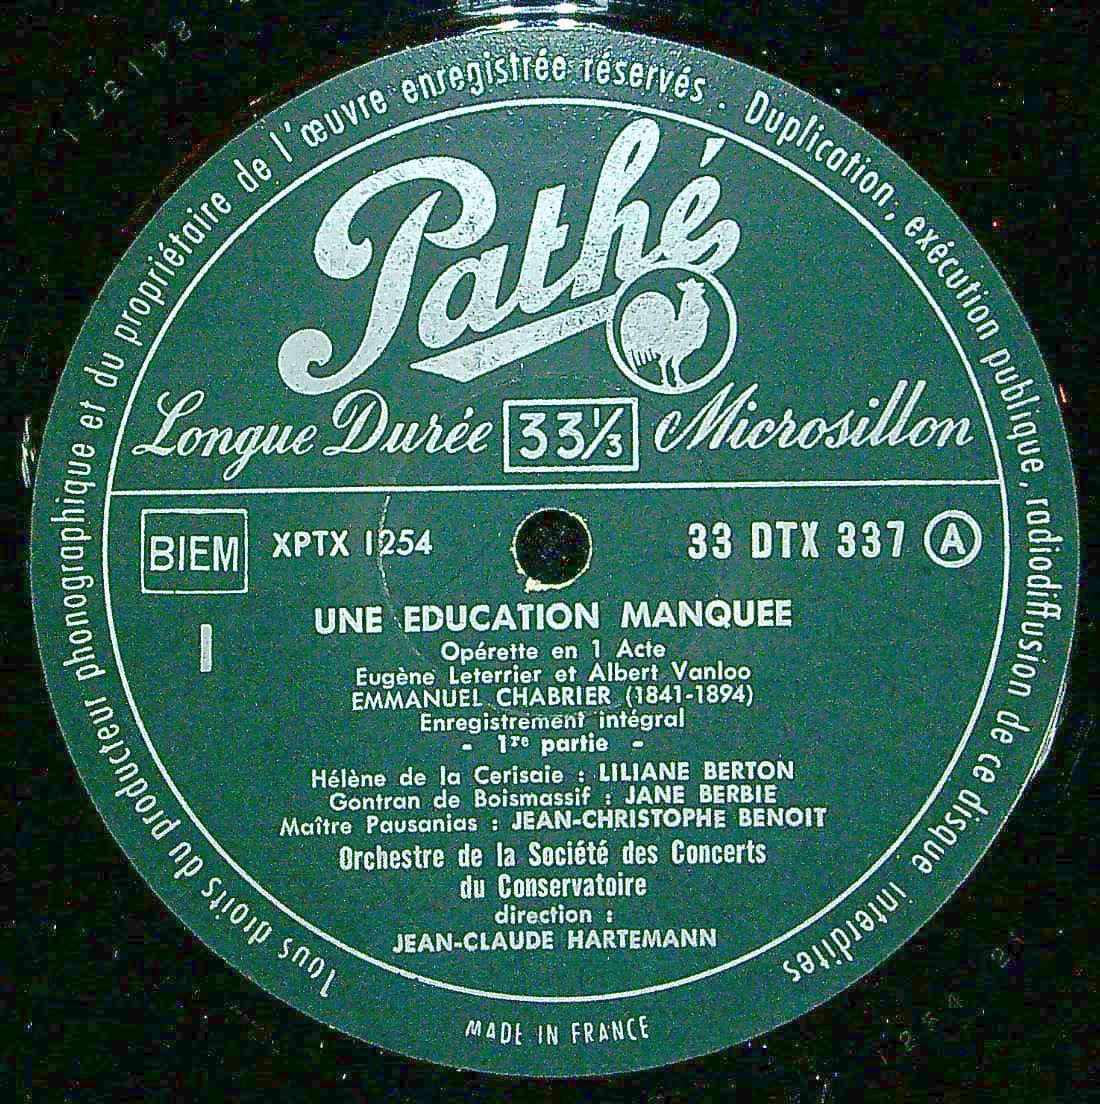 Tous droits du producteur phonographique et du propriétaire de l'œuvre enregistrée réservés . Duplication, exécution publique, radiodiffusion de ce disque interdites
Pathé
Longue Durée 33⅓ Microsillon
BIEM XPTX 1254 33 DTX 337 A
1
UNE EDUCATION MANQUEE
Opérette en 1 Acte
Eugène Leterrier et Albert Vanloo
EMMANUEL CHABRIER (1841-1894)
Enregistrement intégral
- 1re partie -
Hélène de la Cerisaie : LILIANE BERTON
Gontran de Boismassif : JANE BERBIE
Maître Pausanias : JEAN-CHRISTOPHE BENOIT
Orchestre de la Société des Concerts
du Conservatoire
direction :
JEAN-CLAUDE HARTEMANN
MADE IN FRANCE